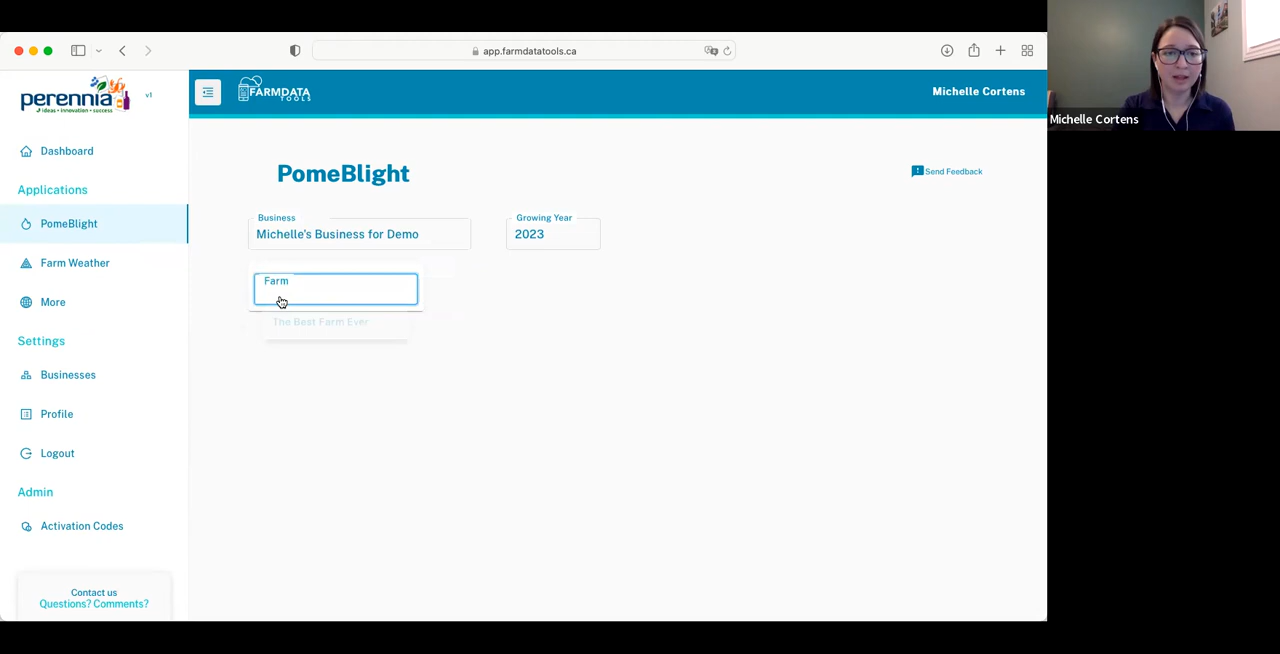 app.farmdatatools.ca
perennia
ideas • innovation • success
v1
FARMDATA
TOOLS
Michelle Cortens
Michelle Cortens
Dashboard
Applications
PomeBlight
Farm Weather
More
Settings
Businesses
Profile
Logout
Admin
Activation Codes
Contact us
Questions? Comments?
PomeBlight
Send Feedback
Business
Michelle's Business for Demo
Growing Year
2023
Farm
The Best Farm Ever